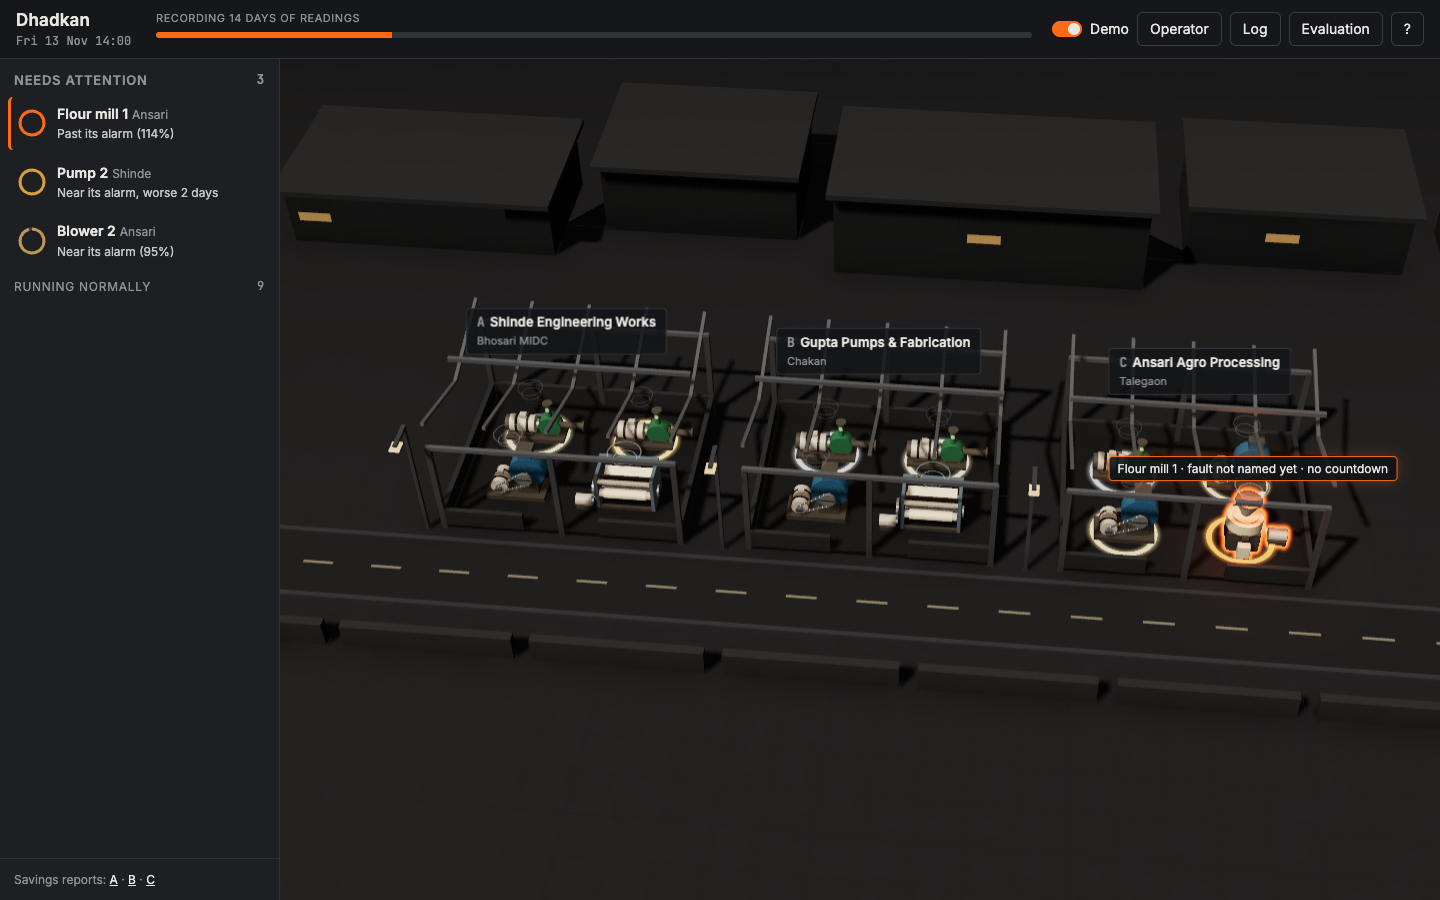 Dhadkan
Fri 13 Nov 14:00
RECORDING 14 DAYS OF READINGS
Demo
Operator
Log
Evaluation
?
NEEDS ATTENTION 3
Flour mill 1 Ansari
Past its alarm (114%)
Pump 2 Shinde
Near its alarm, worse 2 days
Blower 2 Ansari
Near its alarm (95%)
RUNNING NORMALLY 9
A Shinde Engineering Works
Bhosari MIDC
B Gupta Pumps & Fabrication
Chakan
C Ansari Agro Processing
Talegaon
Flour mill 1 · fault not named yet · no countdown
Savings reports: A · B · C